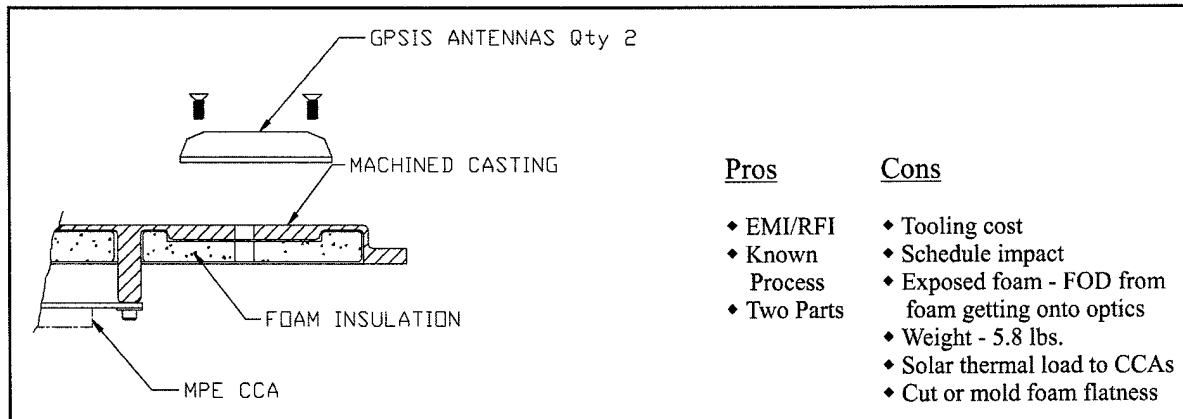 GPSIS ANTENNAS Qty 2
MACHINED CASTING
FOAM INSULATION
MPE CCA
Pros
◆ EMI/RFI
◆ Known
Process
◆ Two Parts
Cons
◆ Tooling cost
◆ Schedule impact
◆ Exposed foam - FOD from
foam getting onto optics
◆ Weight - 5.8 lbs.
◆ Solar thermal load to CCAs
◆ Cut or mold foam flatness